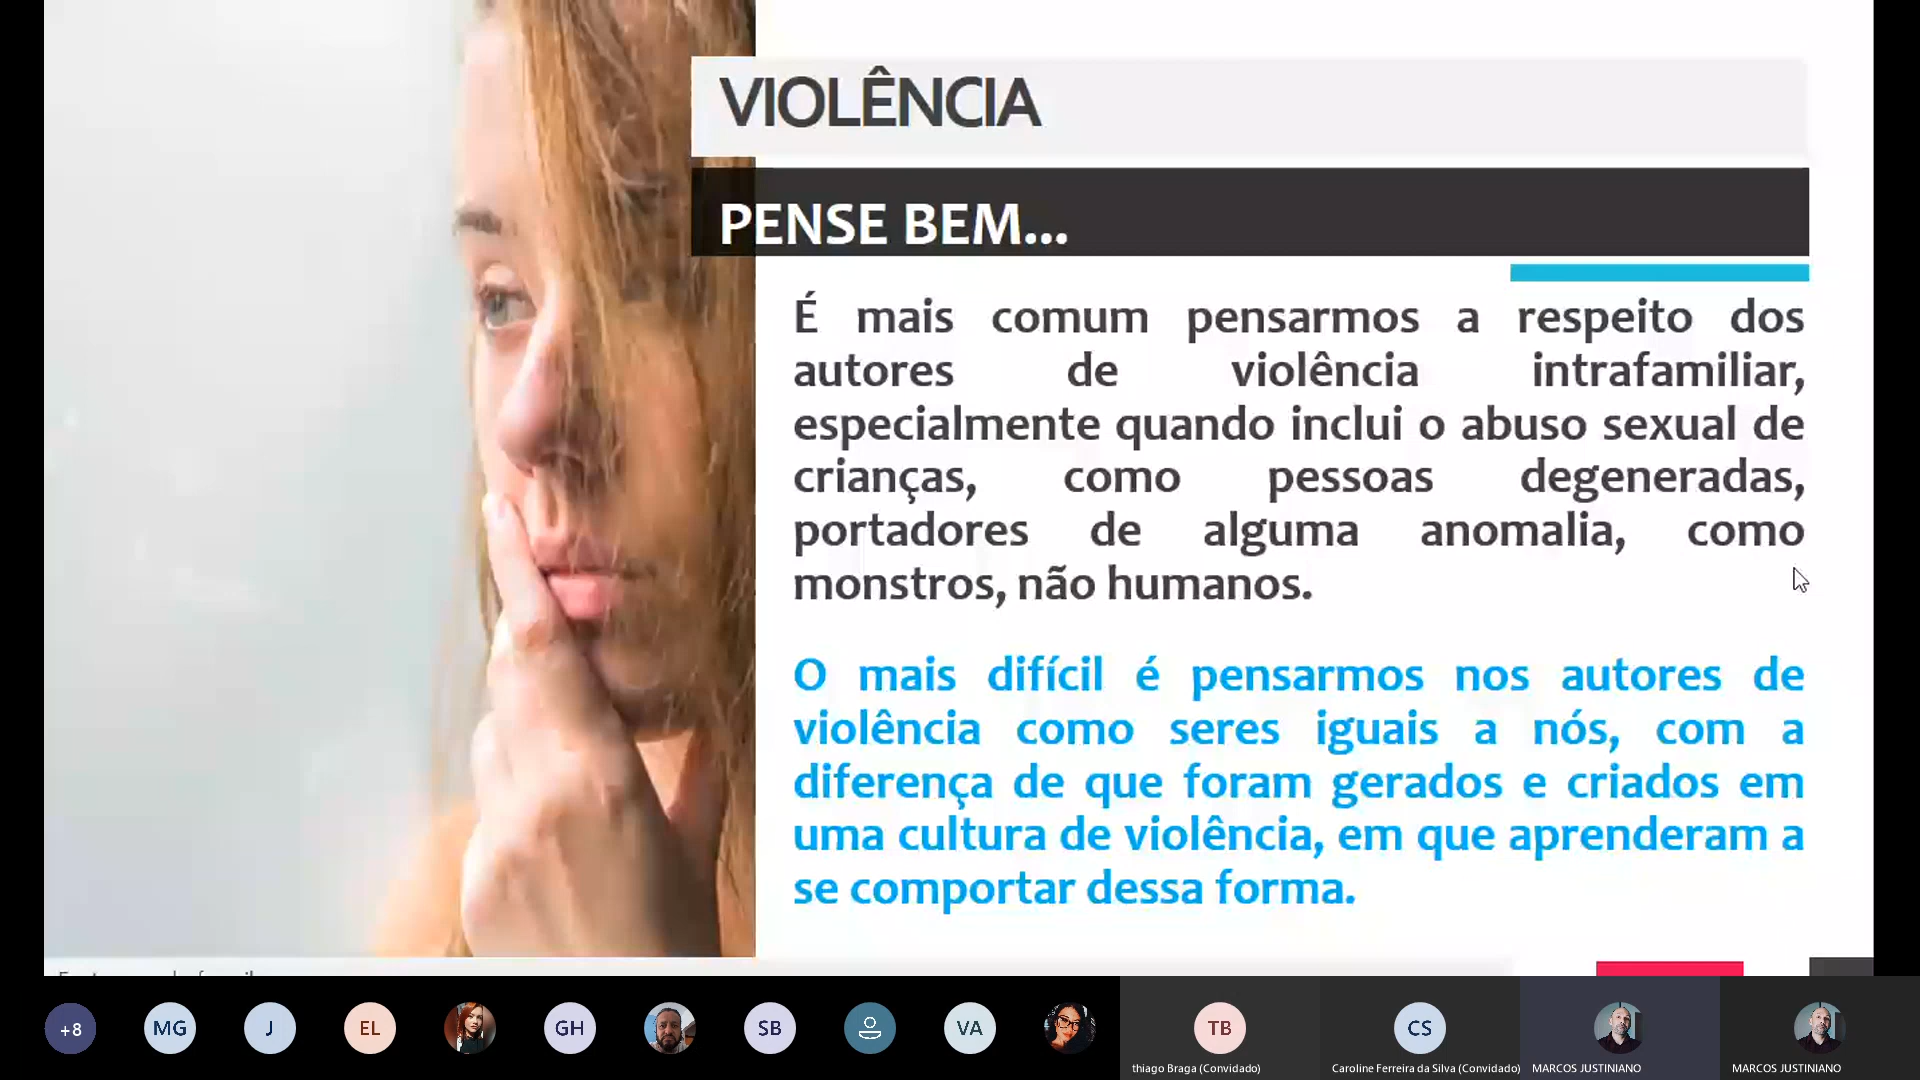 VIOLÊNCIA
PENSE BEM...
É mais comum pensarmos a respeito dos
autores de violência intrafamiliar,
especialmente quando inclui o abuso sexual de
crianças, como pessoas degeneradas,
portadores de alguma anomalia, como
monstros, não humanos.
O mais difícil é pensarmos nos autores de
violência como seres iguais a nós, com a
diferença de que foram gerados e criados em
uma cultura de violência, em que aprenderam a
se comportar dessa forma.
+8 MG J EL GH SB VA TB CS
thiago Braga (Convidado) Caroline Ferreira da Silva (Convidado) MARCOS JUSTINIANO MARCOS JUSTINIANO